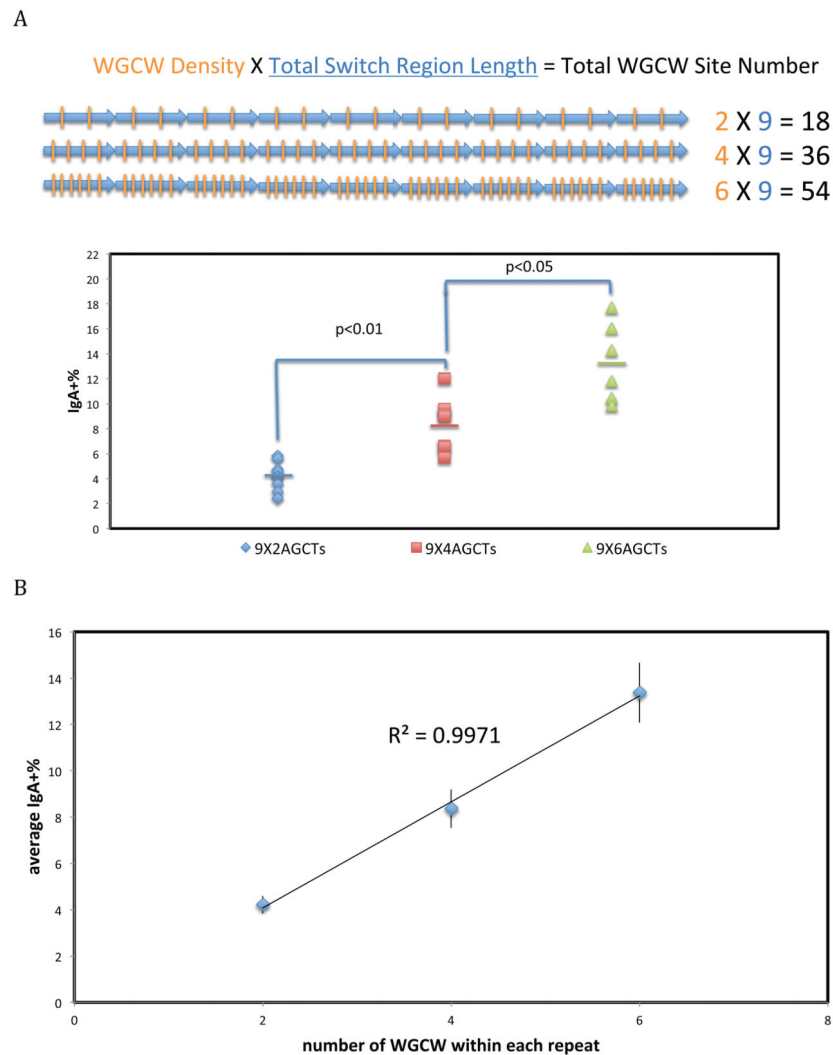 A
WGCW Density X Total Switch Region Length = Total WGCW Site Number
2 X 9 = 18
4 X 9 = 36
6 X 9 = 54
22
20
18
16
14
12
10
8
6
4
2
0
IgA+%
p<0.01
p<0.05
9X2AGCTs
9X4AGCTs
9X6AGCTs
B
16
14
12
10
8
6
4
2
0
average IgA+%
R² = 0.9971
0 2 4 6 8
number of WGCW within each repeat